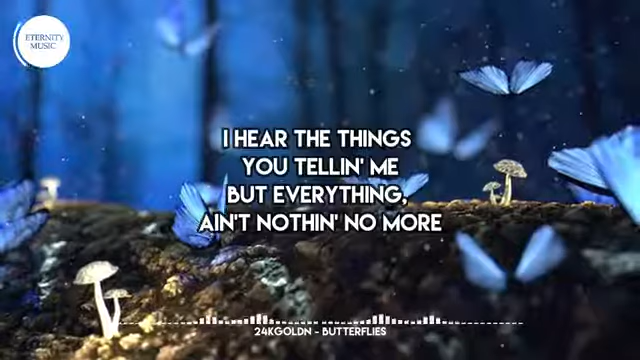 ETERNITY
MUSIC
I HEAR THE THINGS
YOU TELLIN' ME
BUT EVERYTHING,
AIN'T NOTHIN' NO MORE
24KGOLDN - BUTTERFLIES